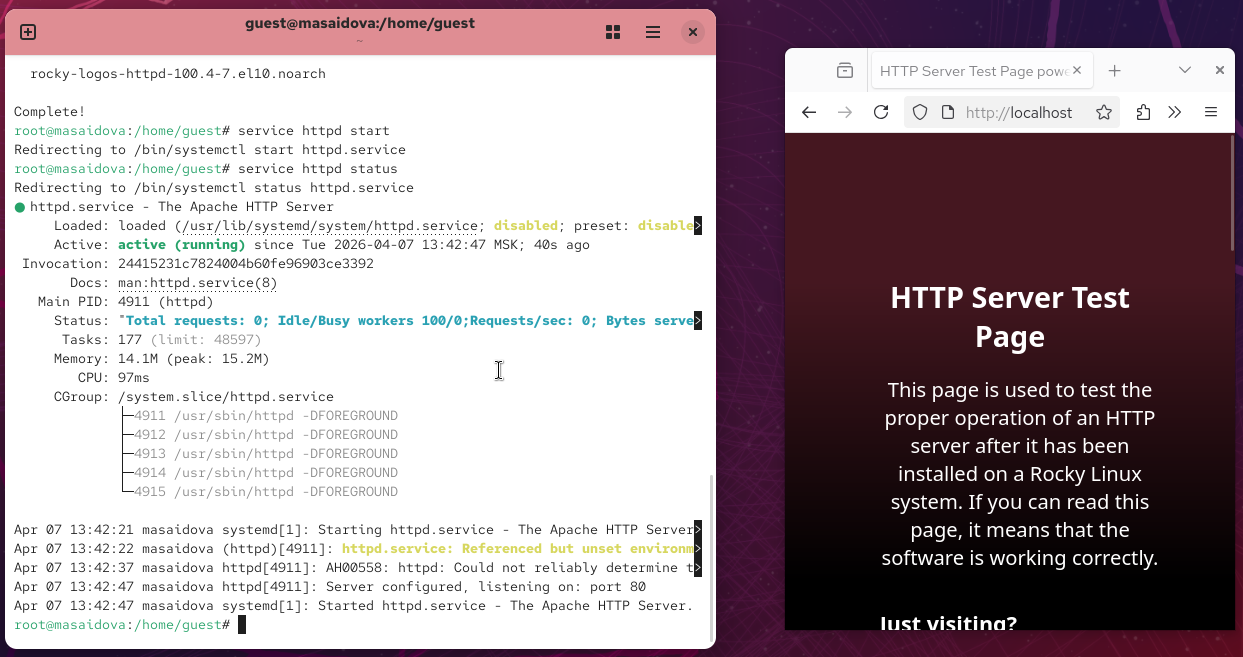 guest@masaidova:/home/guest
~
rocky-logos-httpd-100.4-7.el10.noarch
Complete!
root@masaidova:/home/guest# service httpd start
Redirecting to /bin/systemctl start httpd.service
root@masaidova:/home/guest# service httpd status
Redirecting to /bin/systemctl status httpd.service
● httpd.service - The Apache HTTP Server
Loaded: loaded (/usr/lib/systemd/system/httpd.service; disabled; preset: disable>
Active: active (running) since Tue 2026-04-07 13:42:47 MSK; 40s ago
Invocation: 24415231c7824004b60fe96903ce3392
Docs: man:httpd.service(8)
Main PID: 4911 (httpd)
Status: "Total requests: 0; Idle/Busy workers 100/0;Requests/sec: 0; Bytes serve>
Tasks: 177 (limit: 48597)
Memory: 14.1M (peak: 15.2M)
CPU: 97ms
CGroup: /system.slice/httpd.service
├─4911 /usr/sbin/httpd -DFOREGROUND
├─4912 /usr/sbin/httpd -DFOREGROUND
├─4913 /usr/sbin/httpd -DFOREGROUND
├─4914 /usr/sbin/httpd -DFOREGROUND
└─4915 /usr/sbin/httpd -DFOREGROUND
Apr 07 13:42:21 masaidova systemd[1]: Starting httpd.service - The Apache HTTP Server>
Apr 07 13:42:22 masaidova (httpd)[4911]: httpd.service: Referenced but unset environm>
Apr 07 13:42:37 masaidova httpd[4911]: AH00558: httpd: Could not reliably determine t>
Apr 07 13:42:47 masaidova httpd[4911]: Server configured, listening on: port 80
Apr 07 13:42:47 masaidova systemd[1]: Started httpd.service - The Apache HTTP Server.
root@masaidova:/home/guest#
HTTP Server Test Page powe
http://localhost
HTTP Server Test
Page
This page is used to test the
proper operation of an HTTP
server after it has been
installed on a Rocky Linux
system. If you can read this
page, it means that the
software is working correctly.
Just visiting?